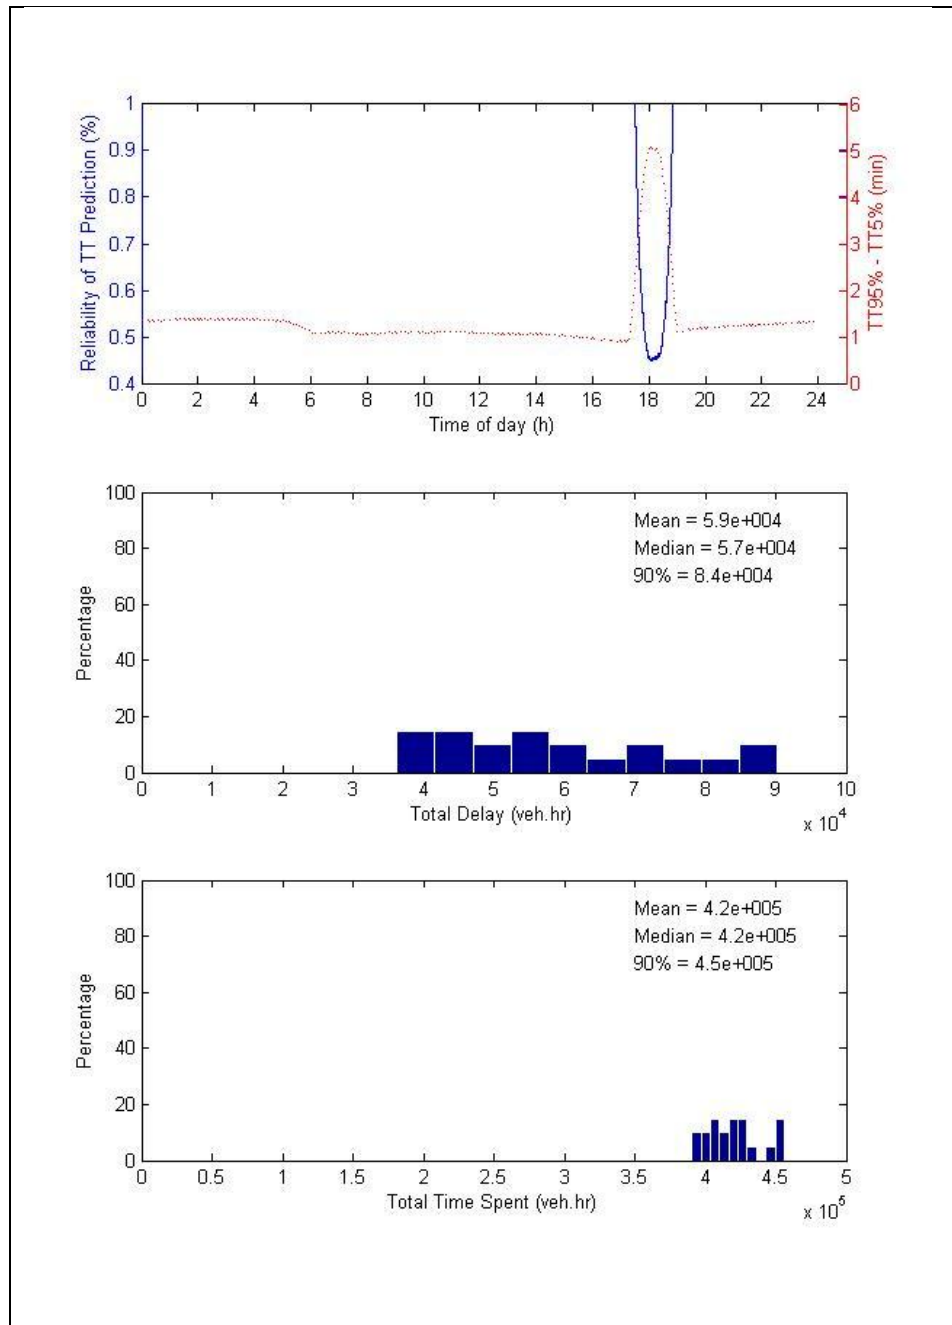 Reliability of TT Prediction (%)
1
0.9
0.8
0.7
0.6
0.5
0.4
0 2 4 6 8 10 12 14 16 18 20 22 24
Time of day (h)
6
5
4
3
2
1
0
TT95% - TT5% (min)
Percentage
100
80
60
40
20
0
Mean = 5.9e+004
Median = 5.7e+004
90% = 8.4e+004
0 1 2 3 4 5 6 7 8 9 10
Total Delay (veh.hr)
x 10^4
Percentage
100
80
60
40
20
0
Mean = 4.2e+005
Median = 4.2e+005
90% = 4.5e+005
0 0.5 1 1.5 2 2.5 3 3.5 4 4.5 5
Total Time Spent (veh.hr)
x 10^5